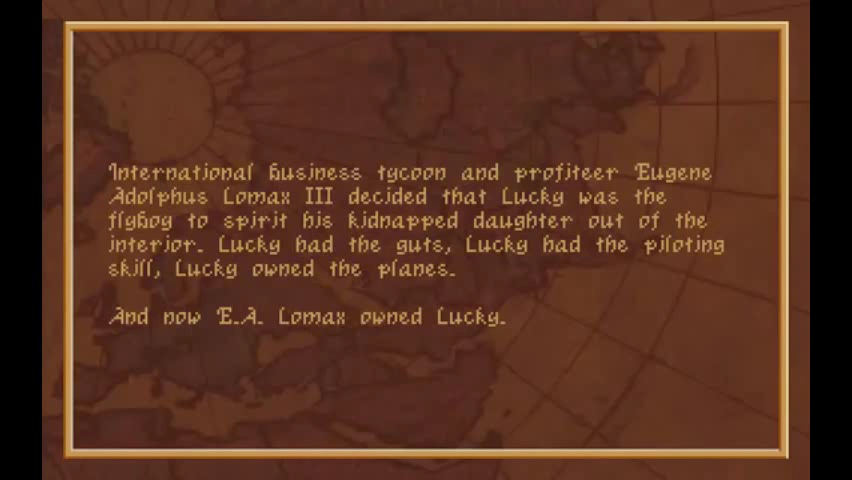 International business tycoon and profiteer Eugene
Adolphus Lomax III decided that Lucky was the
flyboy to spirit his kidnapped daughter out of the
interior. Lucky had the guts, Lucky had the piloting
skill, Lucky owned the planes.
And now E.A. Lomax owned Lucky.